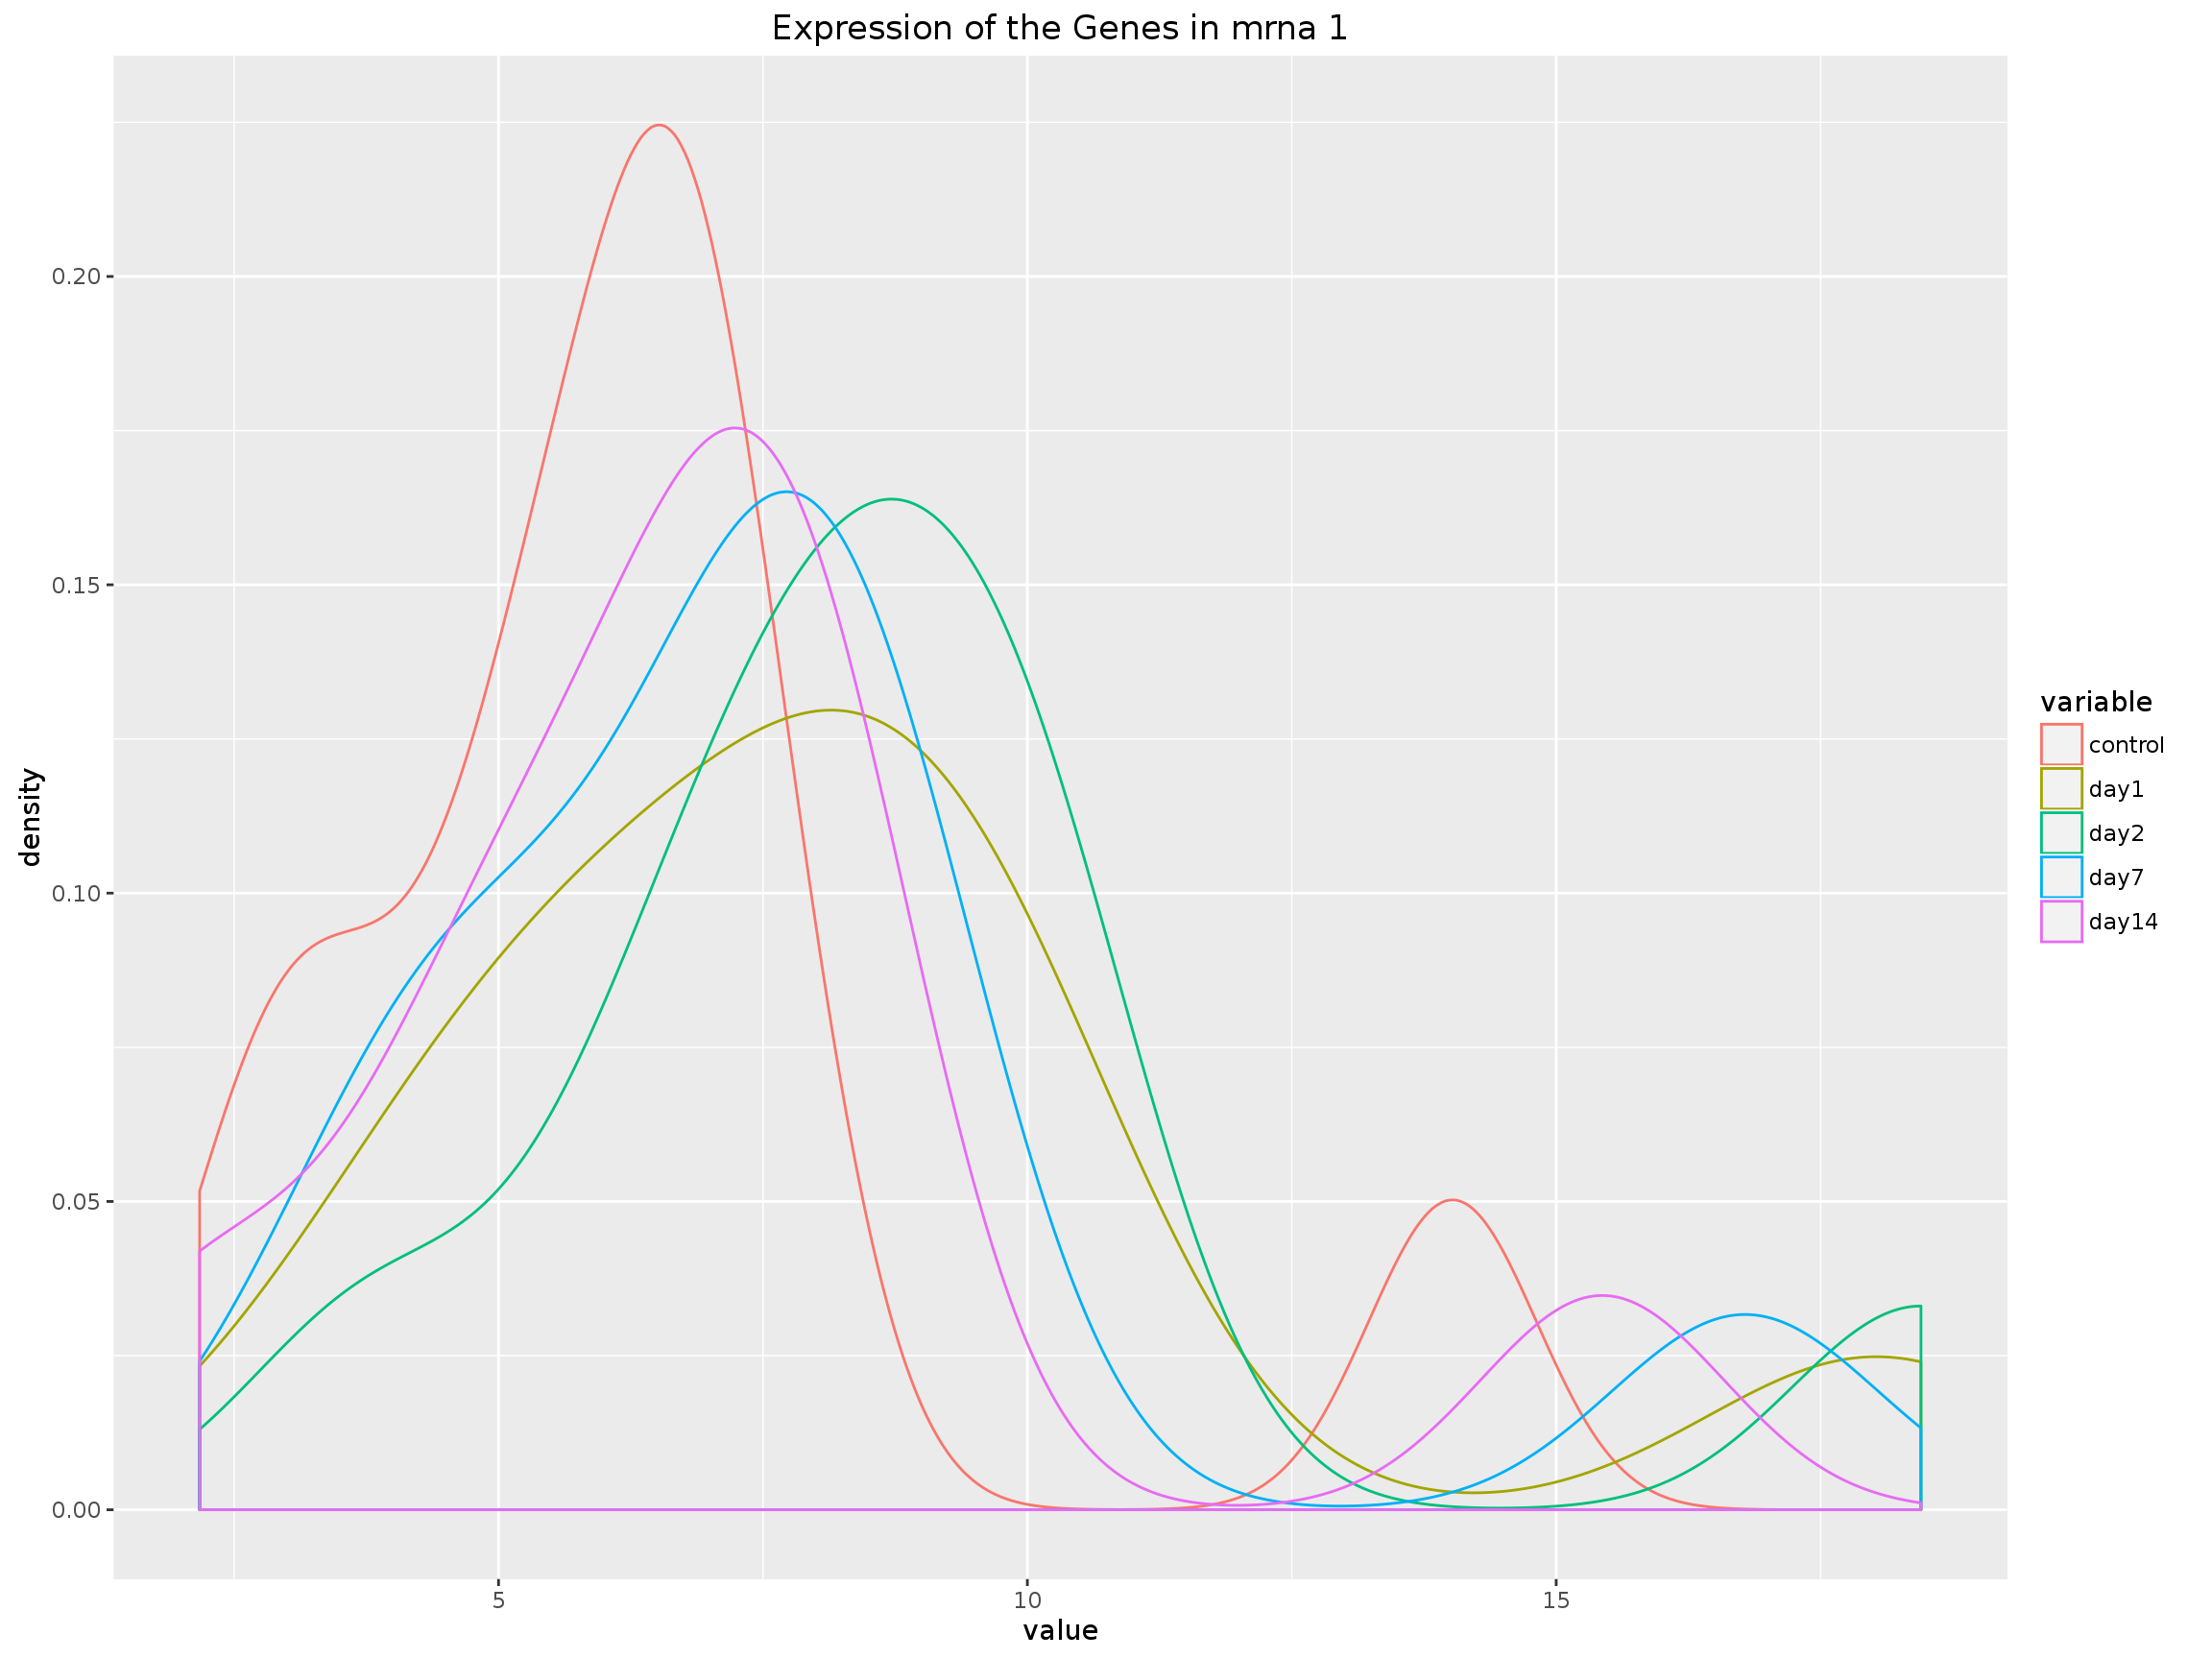 Expression of the Genes in mrna 1
density
0.20
0.15
0.10
0.05
0.00
5
10
15
value
variable
control
day1
day2
day7
day14